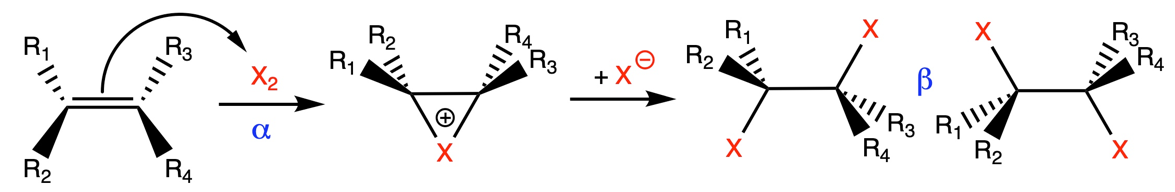 R₁
R₃
R₂
R₄
X₂
α
R₂
R₄
R₁
R₃
⊕
X
+ X⊖
R₁
X
R₂
X
R₃
R₄
β
X
R₃
R₄
R₁
R₂
X